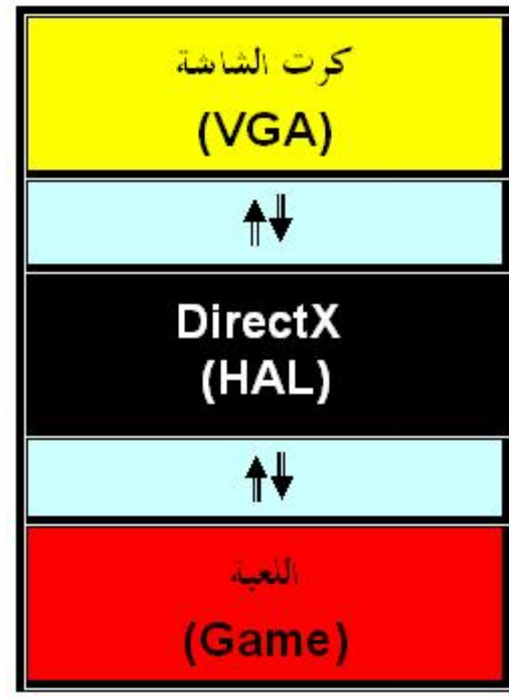 كرت الشاشة
(VGA)
DirectX
(HAL)
اللعبة
(Game)